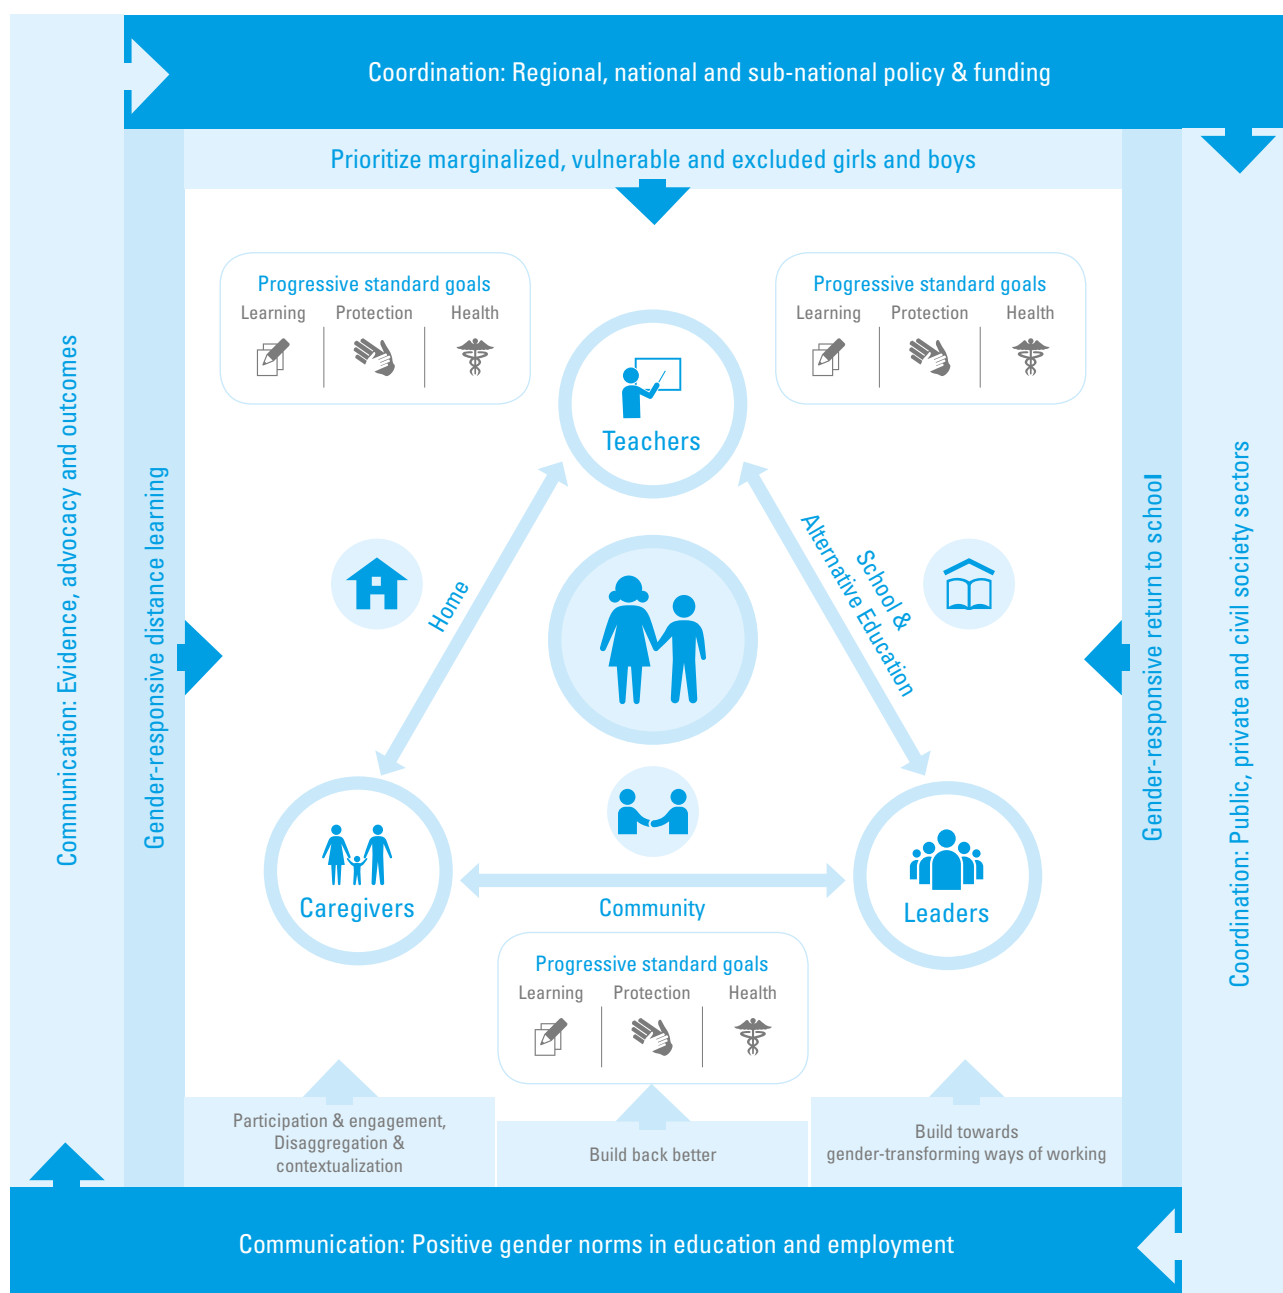 Coordination: Regional, national and sub-national policy & funding
Prioritize marginalized, vulnerable and excluded girls and boys
Communication: Evidence, advocacy and outcomes
Gender-responsive distance learning
Progressive standard goals
Learning
Protection
Health
Teachers
Progressive standard goals
Learning
Protection
Health
Home
School &
Alternative Education
Caregivers
Community
Leaders
Progressive standard goals
Learning
Protection
Health
Gender-responsive return to school
Coordination: Public, private and civil society sectors
Participation & engagement,
Disaggregation &
contextualization
Build back better
Build towards
gender-transforming ways of working
Communication: Positive gender norms in education and employment